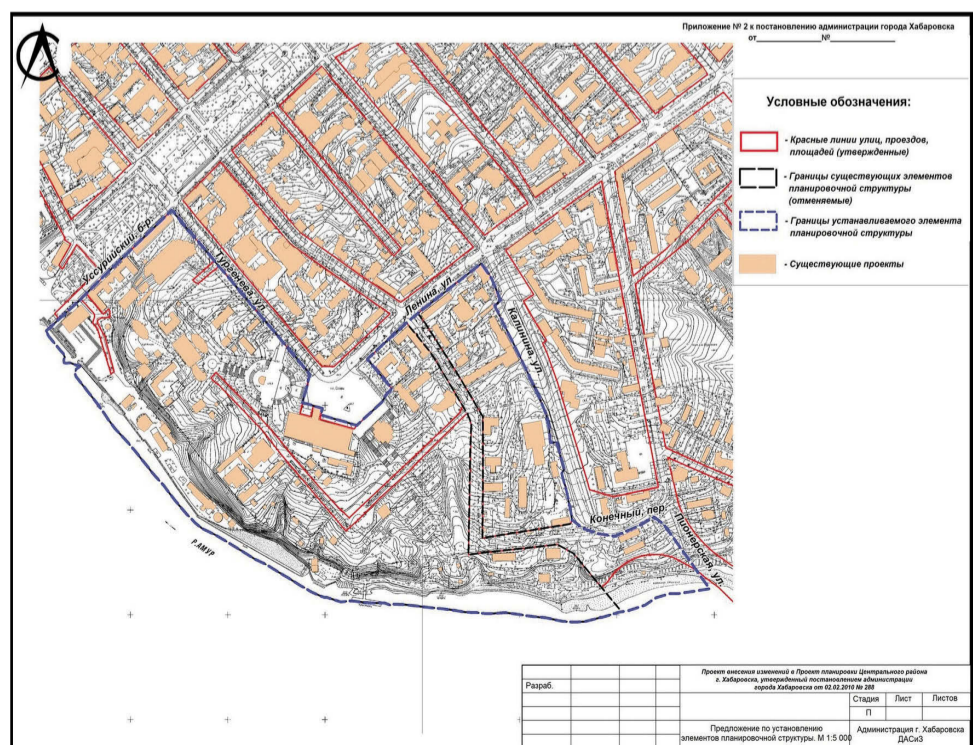 Приложение № 2 к постановлению администрации города Хабаровска
от_______________№_______________
Условные обозначения:
- Красные линии улиц, проездов,
площадей (утвержденные)
- Границы существующих элементов
планировочной структуры
(отменяемые)
- Границы устанавливаемого элемента
планировочной структуры
- Существующие проекты
Уссурийский, б-р.
Тургенева, ул.
Ленина, ул.
Калинина, ул.
Конечный, пер.
Пионерская, ул.
Р.АМУР
Проект внесения изменений в Проект планировки Центрального района
г. Хабаровска, утвержденный постановлением администрации
города Хабаровска от 02.02.2010 № 288
Разраб.
Стадия Лист Листов
П
Предложение по установлению
элементов планировочной структуры. М 1:5 000
Администрация г. Хабаровска
ДАСиЗ